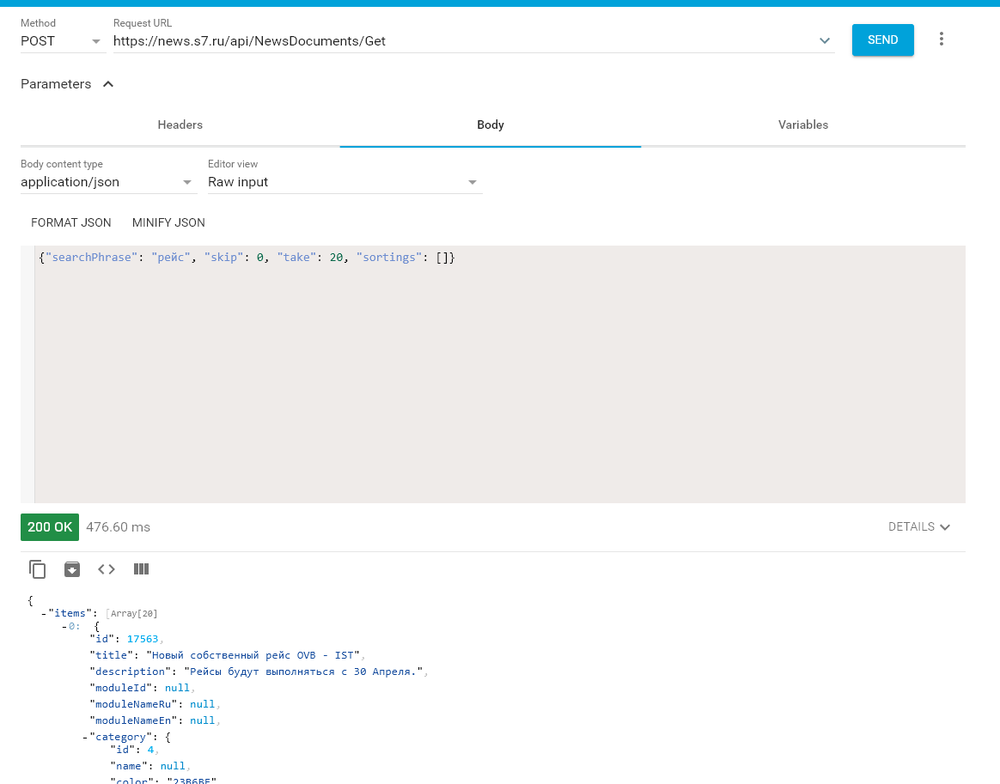 Method
Request URL
POST
https://news.s7.ru/api/NewsDocuments/Get
SEND
Parameters
Headers
Body
Variables
Body content type
Editor view
application/json
Raw input
FORMAT JSON
MINIFY JSON
{"searchPhrase": "рейс", "skip": 0, "take": 20, "sortings": []}
200 OK
476.60 ms
DETAILS
{
-"items": [Array[20]
-0: {
"id": 17563,
"title": "Новый собственный рейс OVB - IST",
"description": "Рейсы будут выполняться с 30 Апреля.",
"moduleId": null,
"moduleNameRu": null,
"moduleNameEn": null,
-"category": {
"id": 4,
"name": null,
"color": "23B6BE"